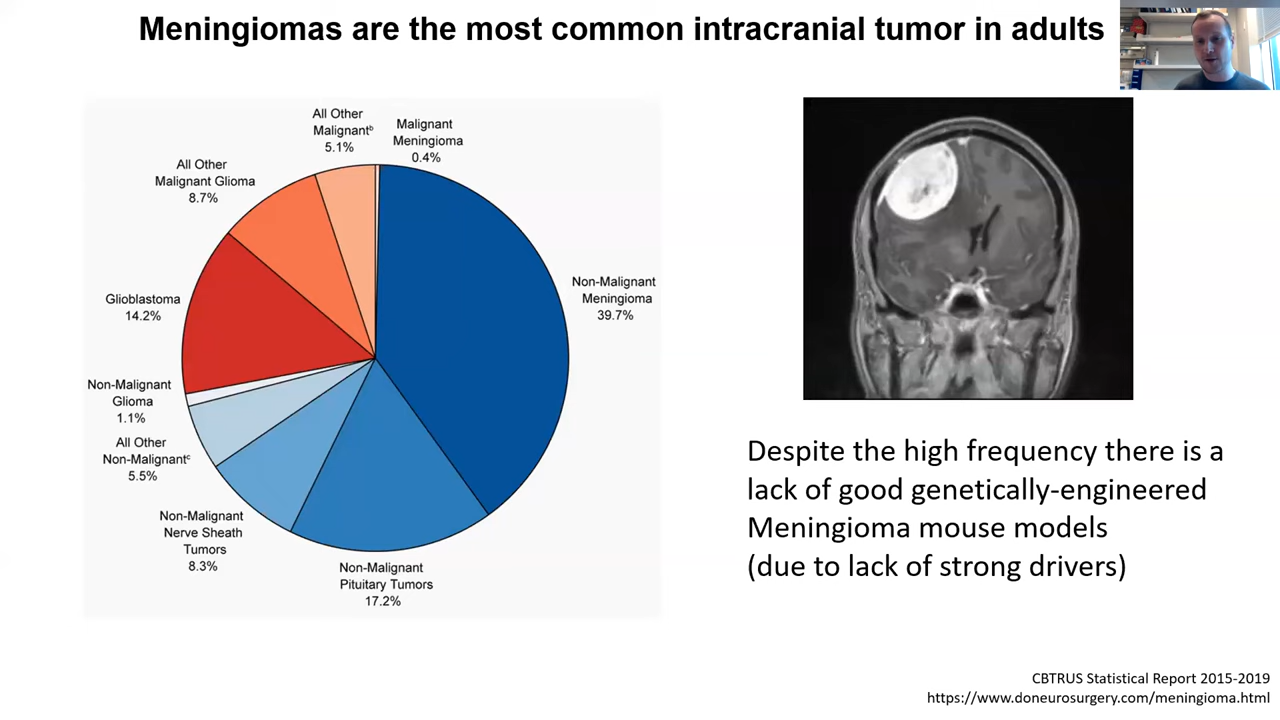 Meningiomas are the most common intracranial tumor in adults
All Other
Malignantᵇ
5.1%
Malignant
Meningioma
0.4%
All Other
Malignant Glioma
8.7%
Non-Malignant
Meningioma
39.7%
Glioblastoma
14.2%
Non-Malignant
Glioma
1.1%
All Other
Non-Malignantᶜ
5.5%
Non-Malignant
Nerve Sheath
Tumors
8.3%
Non-Malignant
Pituitary Tumors
17.2%
Despite the high frequency there is a
lack of good genetically-engineered
Meningioma mouse models
(due to lack of strong drivers)
CBTRUS Statistical Report 2015-2019
https://www.doneurosurgery.com/meningioma.html